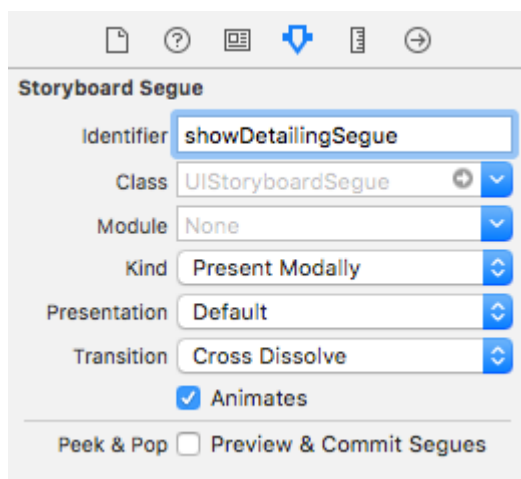 Storyboard Segue
Identifier showDetailingSegue
Class UIStoryboardSegue
Module None
Kind Present Modally
Presentation Default
Transition Cross Dissolve
Animates
Peek & Pop Preview & Commit Segues